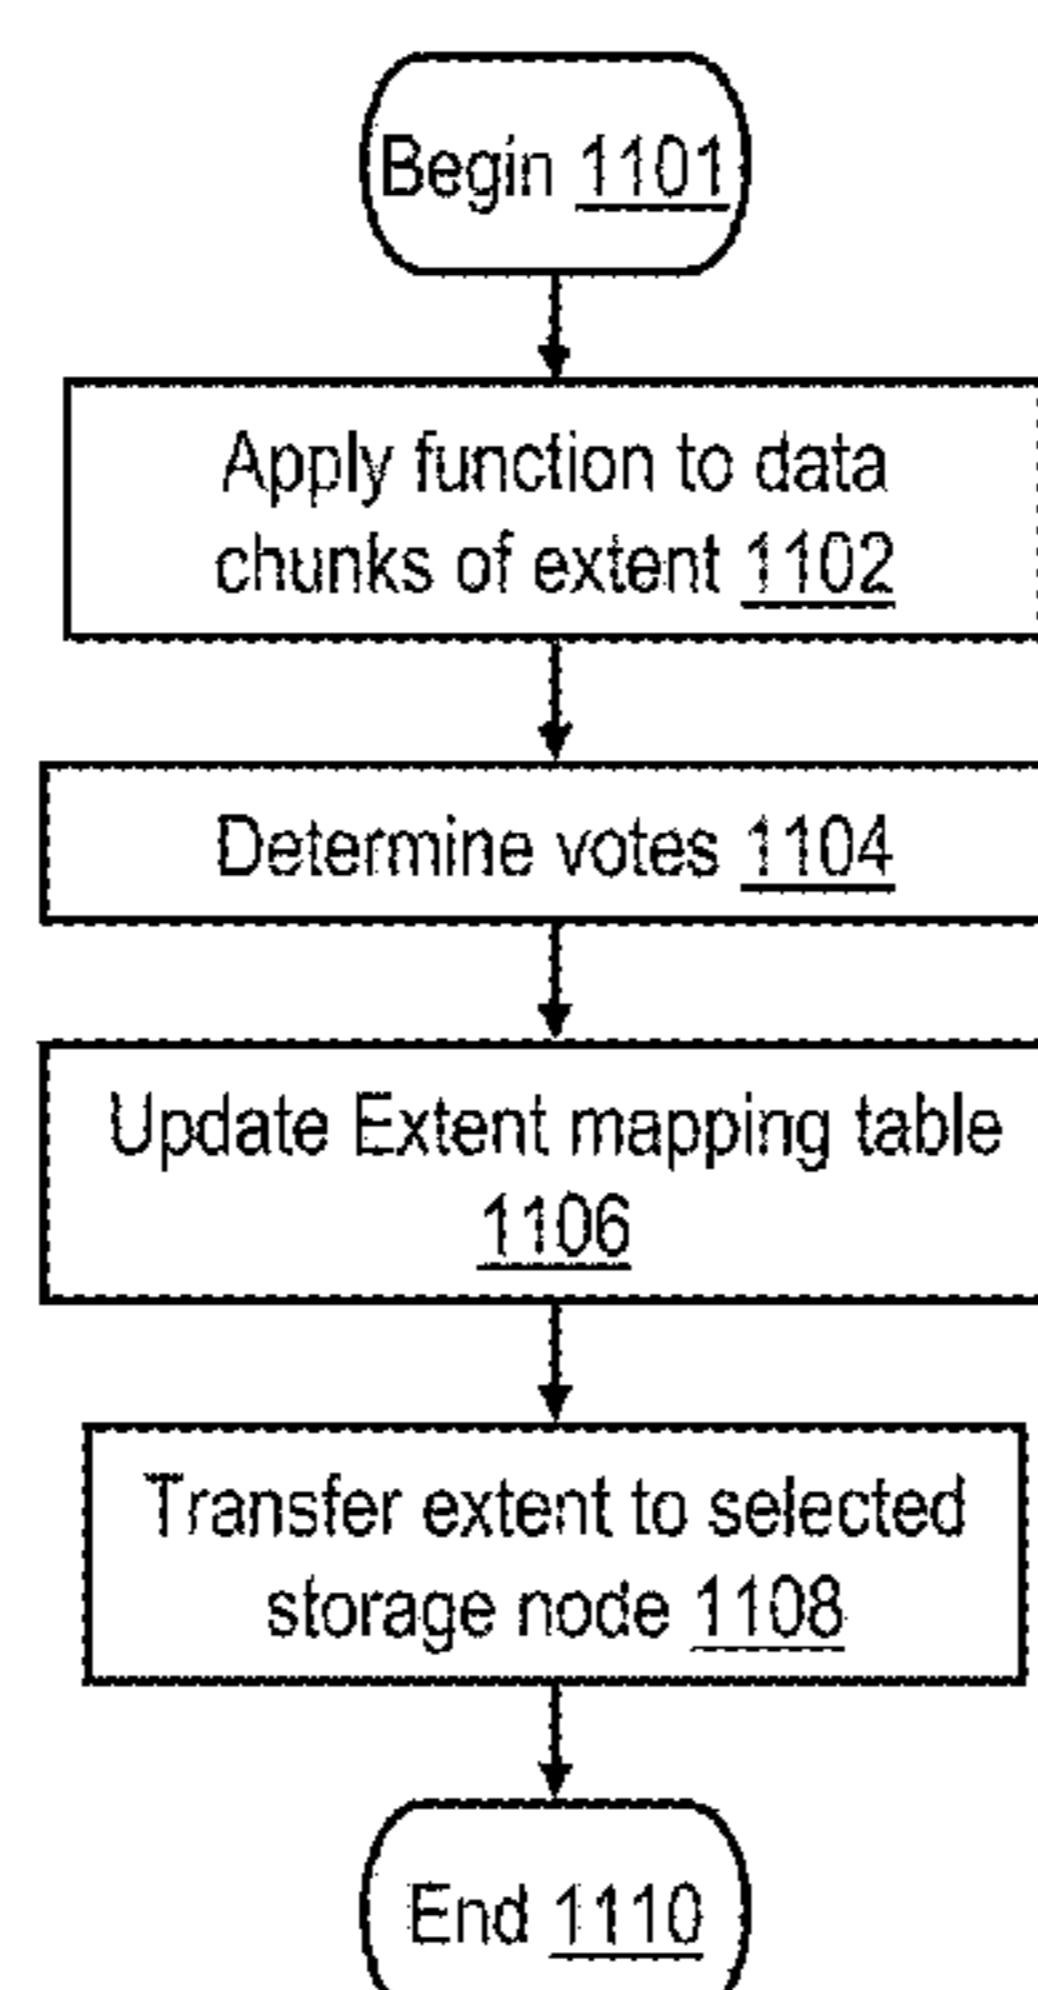 Begin 1101
Apply function to data
chunks of extent 1102
Determine votes 1104
Update Extent mapping table
1106
Transfer extent to selected
storage node 1108
End 1110